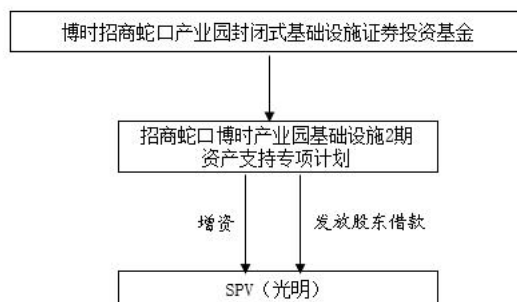 博时招商蛇口产业园封闭式基础设施证券投资基金
招商蛇口博时产业园基础设施2期
资产支持专项计划
增资
发放股东借款
SPV（光明）